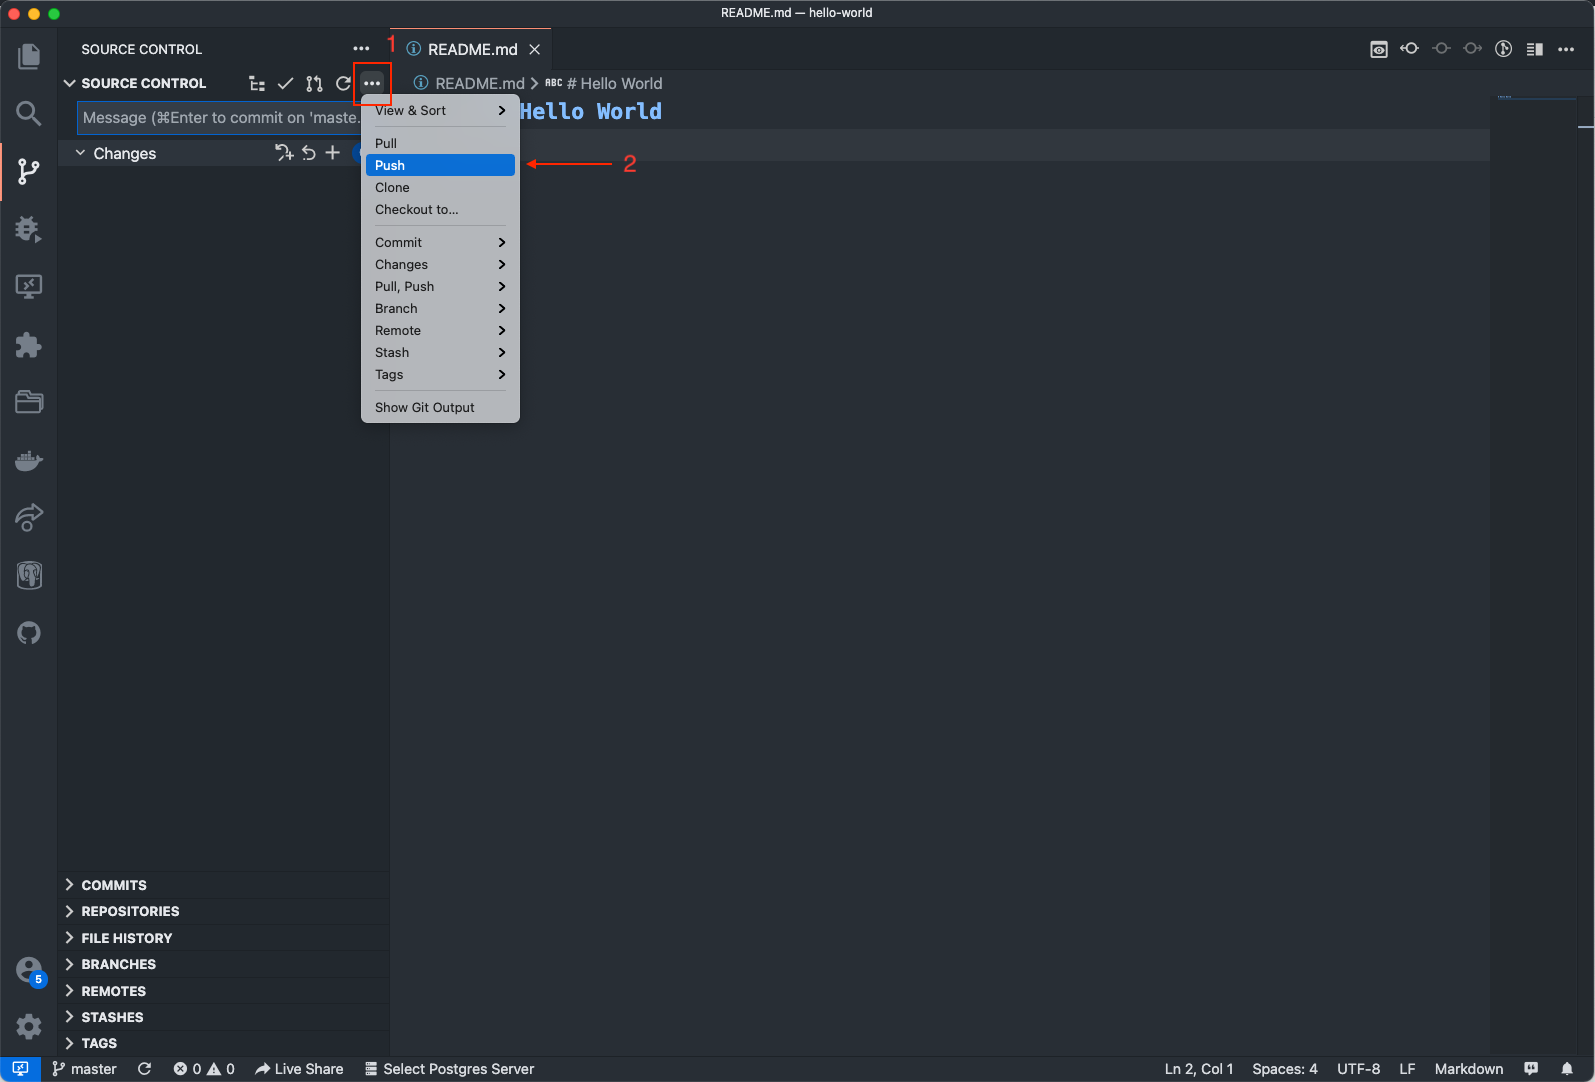 README.md — hello-world
SOURCE CONTROL
1
README.md
SOURCE CONTROL
README.md > ABC # Hello World
Message (⌘Enter to commit on 'maste...
Hello World
Changes
View & Sort
Pull
Push
2
Clone
Checkout to...
Commit
Changes
Pull, Push
Branch
Remote
Stash
Tags
Show Git Output
COMMITS
REPOSITORIES
FILE HISTORY
BRANCHES
5
REMOTES
STASHES
TAGS
master 0 0 Live Share Select Postgres Server Ln 2, Col 1 Spaces: 4 UTF-8 LF Markdown